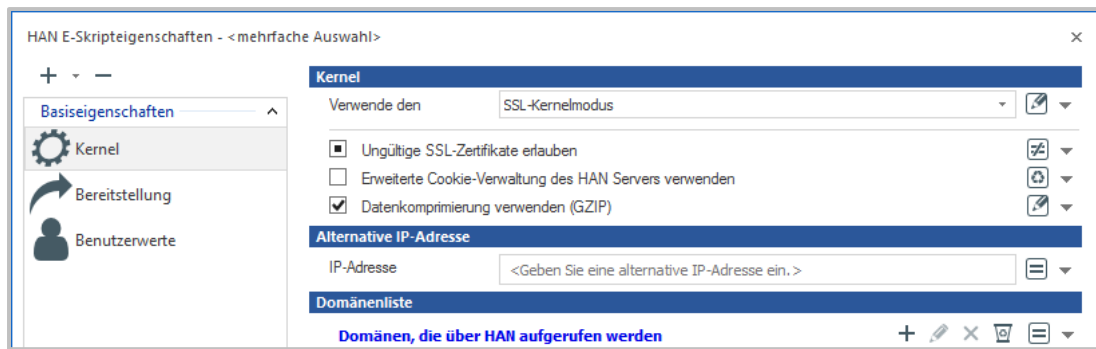 HAN E-Skripteigenschaften - <mehrfache Auswahl>
Basiseigenschaften
Kernel
Bereitstellung
Benutzerwerte
Kernel
Verwende den SSL-Kernelmodus
Ungültige SSL-Zertifikate erlauben
Erweiterte Cookie-Verwaltung des HAN Servers verwenden
Datenkomprimierung verwenden (GZIP)
Alternative IP-Adresse
IP-Adresse <Geben Sie eine alternative IP-Adresse ein.>
Domänenliste
Domänen, die über HAN aufgerufen werden